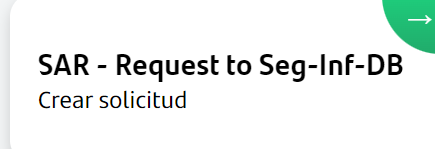 SAR - Request to Seg-Inf-DB
Crear solicitud